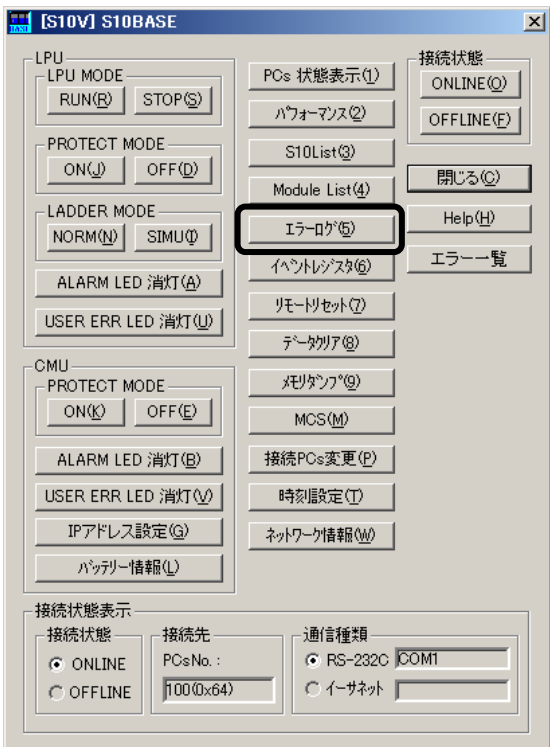 [S10V] S10BASE
LPU
LPU MODE
RUN(R) STOP(S)
PROTECT MODE
ON(J) OFF(D)
LADDER MODE
NORM(N) SIMU(I)
ALARM LED 消灯(A)
USER ERR LED 消灯(U)
CMU
PROTECT MODE
ON(K) OFF(E)
ALARM LED 消灯(B)
USER ERR LED 消灯(V)
IPアドレス設定(G)
バッテリー情報(L)
PCs 状態表示(1)
パフォーマンス(2)
S10List(3)
Module List(4)
エラーログ(5)
イベントレジスタ(6)
リモートリセット(7)
データクリア(8)
メモリダンプ(9)
MCS(M)
接続PCs変更(P)
時刻設定(T)
ネットワーク情報(W)
接続状態
ONLINE(O)
OFFLINE(F)
閉じる(C)
Help(H)
エラー一覧
接続状態表示
接続状態
ONLINE
OFFLINE
接続先
PCsNo. :
100(0x64)
通信種類
RS-232C COM1
イーサネット